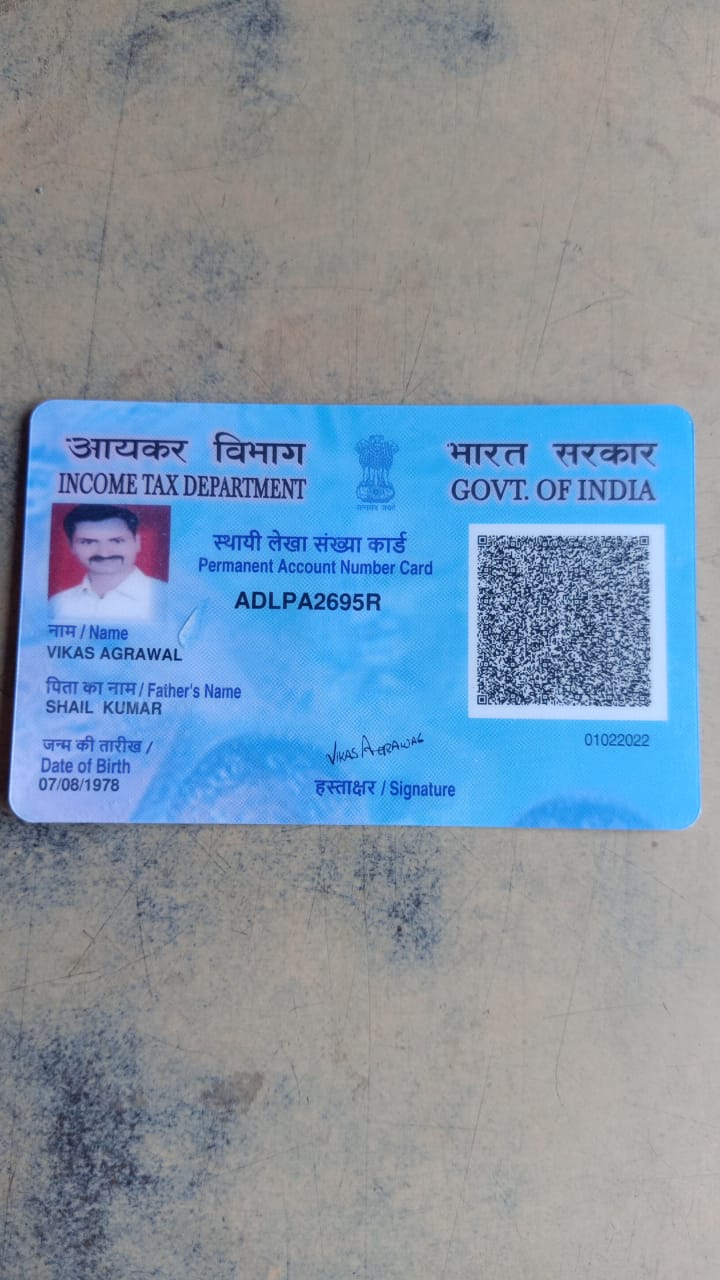 आयकर विभाग
INCOME TAX DEPARTMENT
भारत सरकार
GOVT. OF INDIA
सत्यमेव जयते
स्थायी लेखा संख्या कार्ड
Permanent Account Number Card
ADLPA2695R
नाम / Name
VIKAS AGRAWAL
पिता का नाम / Father's Name
SHAIL KUMAR
जन्म की तारीख /
Date of Birth
07/08/1978
VIKAS AGRAWAL
हस्ताक्षर / Signature
01022022